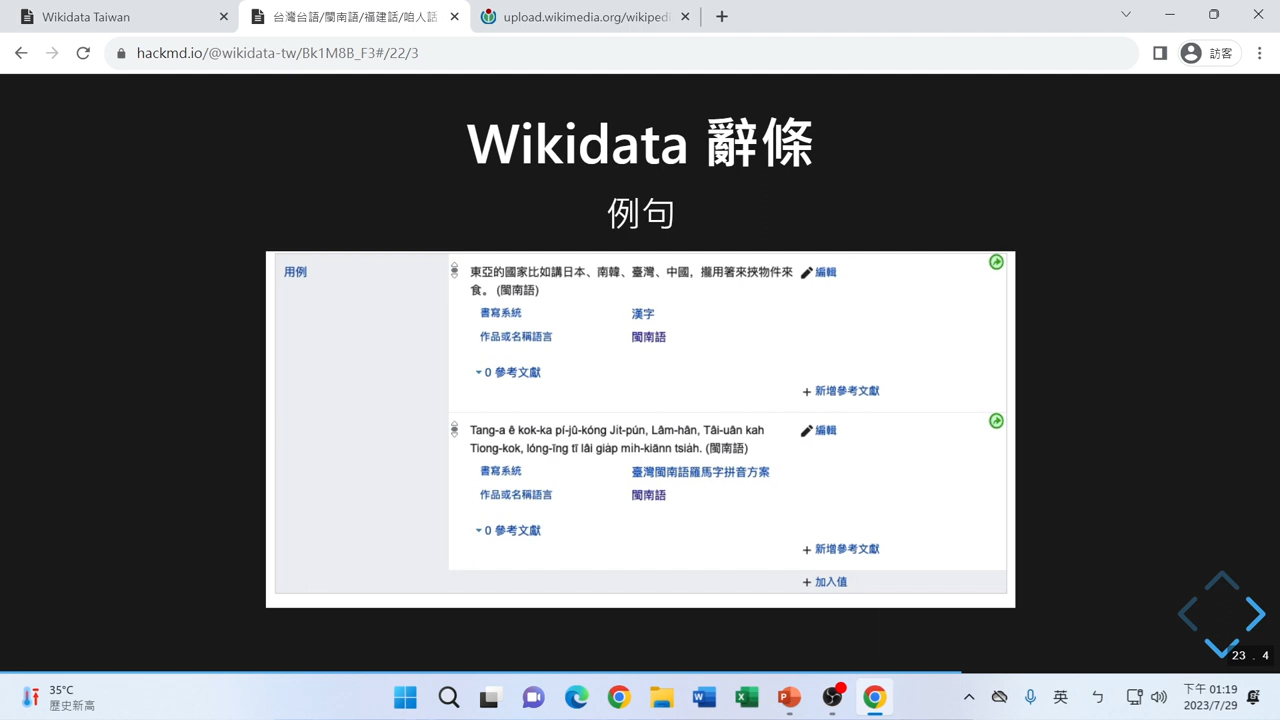 Wikidata Taiwan
台灣台語/閩南語/福建話/咱人話
upload.wikimedia.org/wikiped
hackmd.io/@wikidata-tw/Bk1M8B_F3#/22/3
訪客
Wikidata 辭條
例句
用例
東亞的國家比如講日本、南韓、臺灣、中國，攏用箸來挾物件來
食。 (閩南語)
編輯
書寫系統 漢字
作品或名稱語言 閩南語
0 參考文獻
+ 新增參考文獻
Tang-a ê kok-ka pí-jû-kóng Ji̍t-pún, Lâm-hân, Tâi-uân kah
Tiong-kok, lóng-īng tī lâi gia̍p mi̍h-kiānn tsia̍h. (閩南語)
編輯
書寫系統 臺灣閩南語羅馬字拼音方案
作品或名稱語言 閩南語
0 參考文獻
+ 新增參考文獻
+ 加入值
23 . 4
35°C
歷史新高
英
ㄅ
下午 01:19
2023/7/29